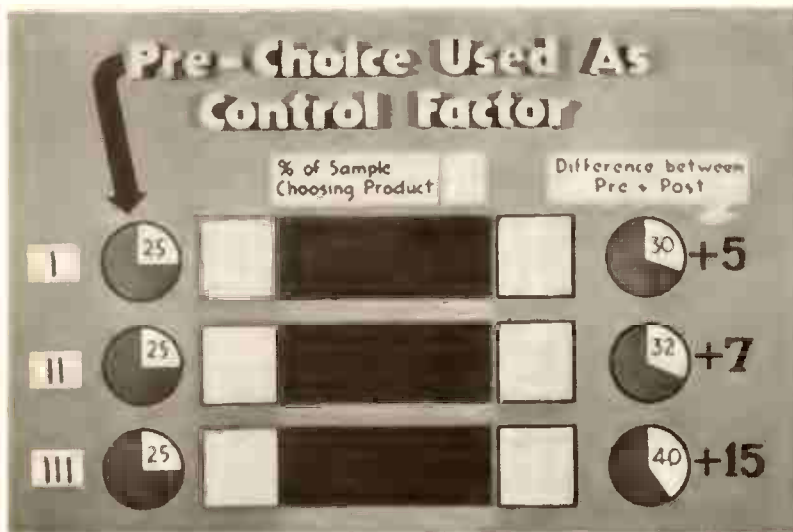 Pre-Choice Used As
Control Factor
% of Sample
Choosing Product
Difference between
Pre & Post
I 25 30 +5
II 25 32 +7
III 25 40 +15